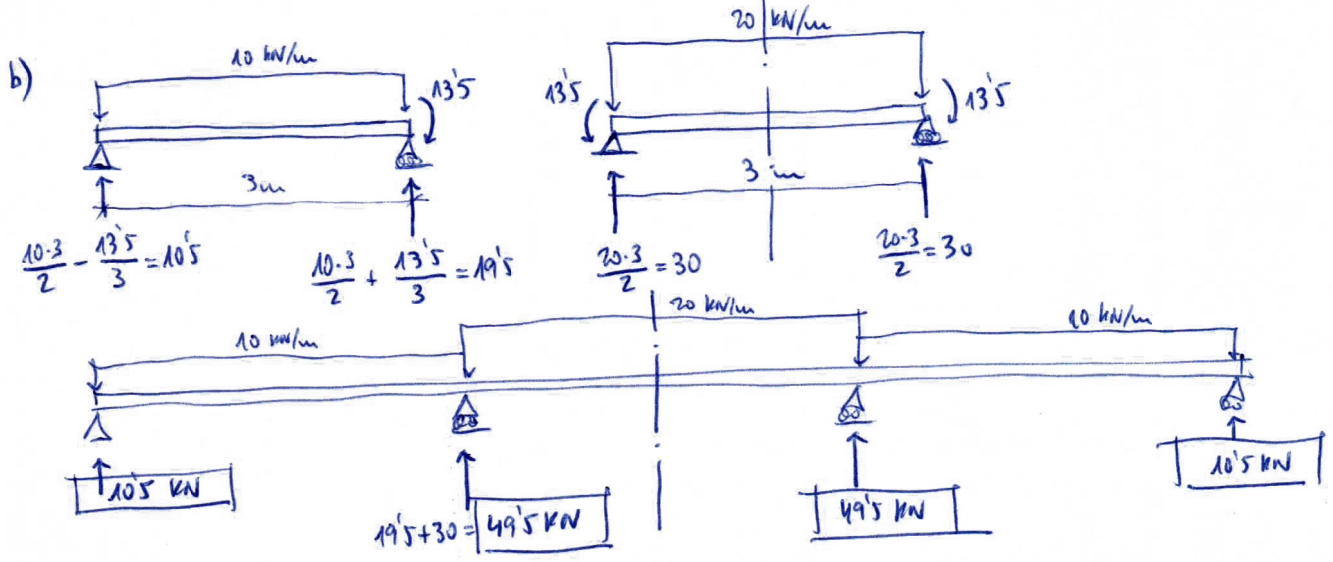 b)
10 kN/m
13'5
3m
10·3/2 - 13'5/3 = 10'5
10·3/2 + 13'5/3 = 19'5
20 kN/m
13'5
13'5
3 m
20·3/2 = 30
20·3/2 = 30
10 kN/m
20 kN/m
10 kN/m
10'5 KN
19'5+30= 49'5 KN
49'5 KN
10'5 KN